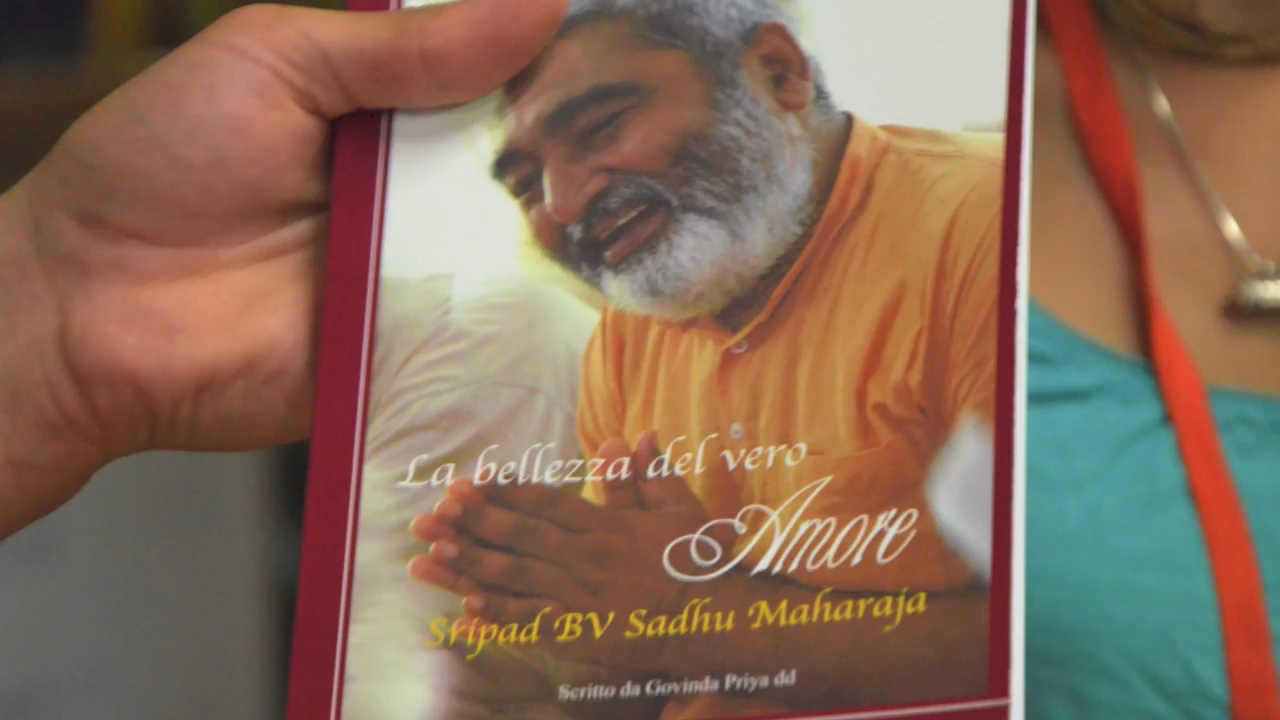 La bellezza del vero
Amore
Sripad BV Sadhu Maharaja
Scritto da Govinda Priya dd